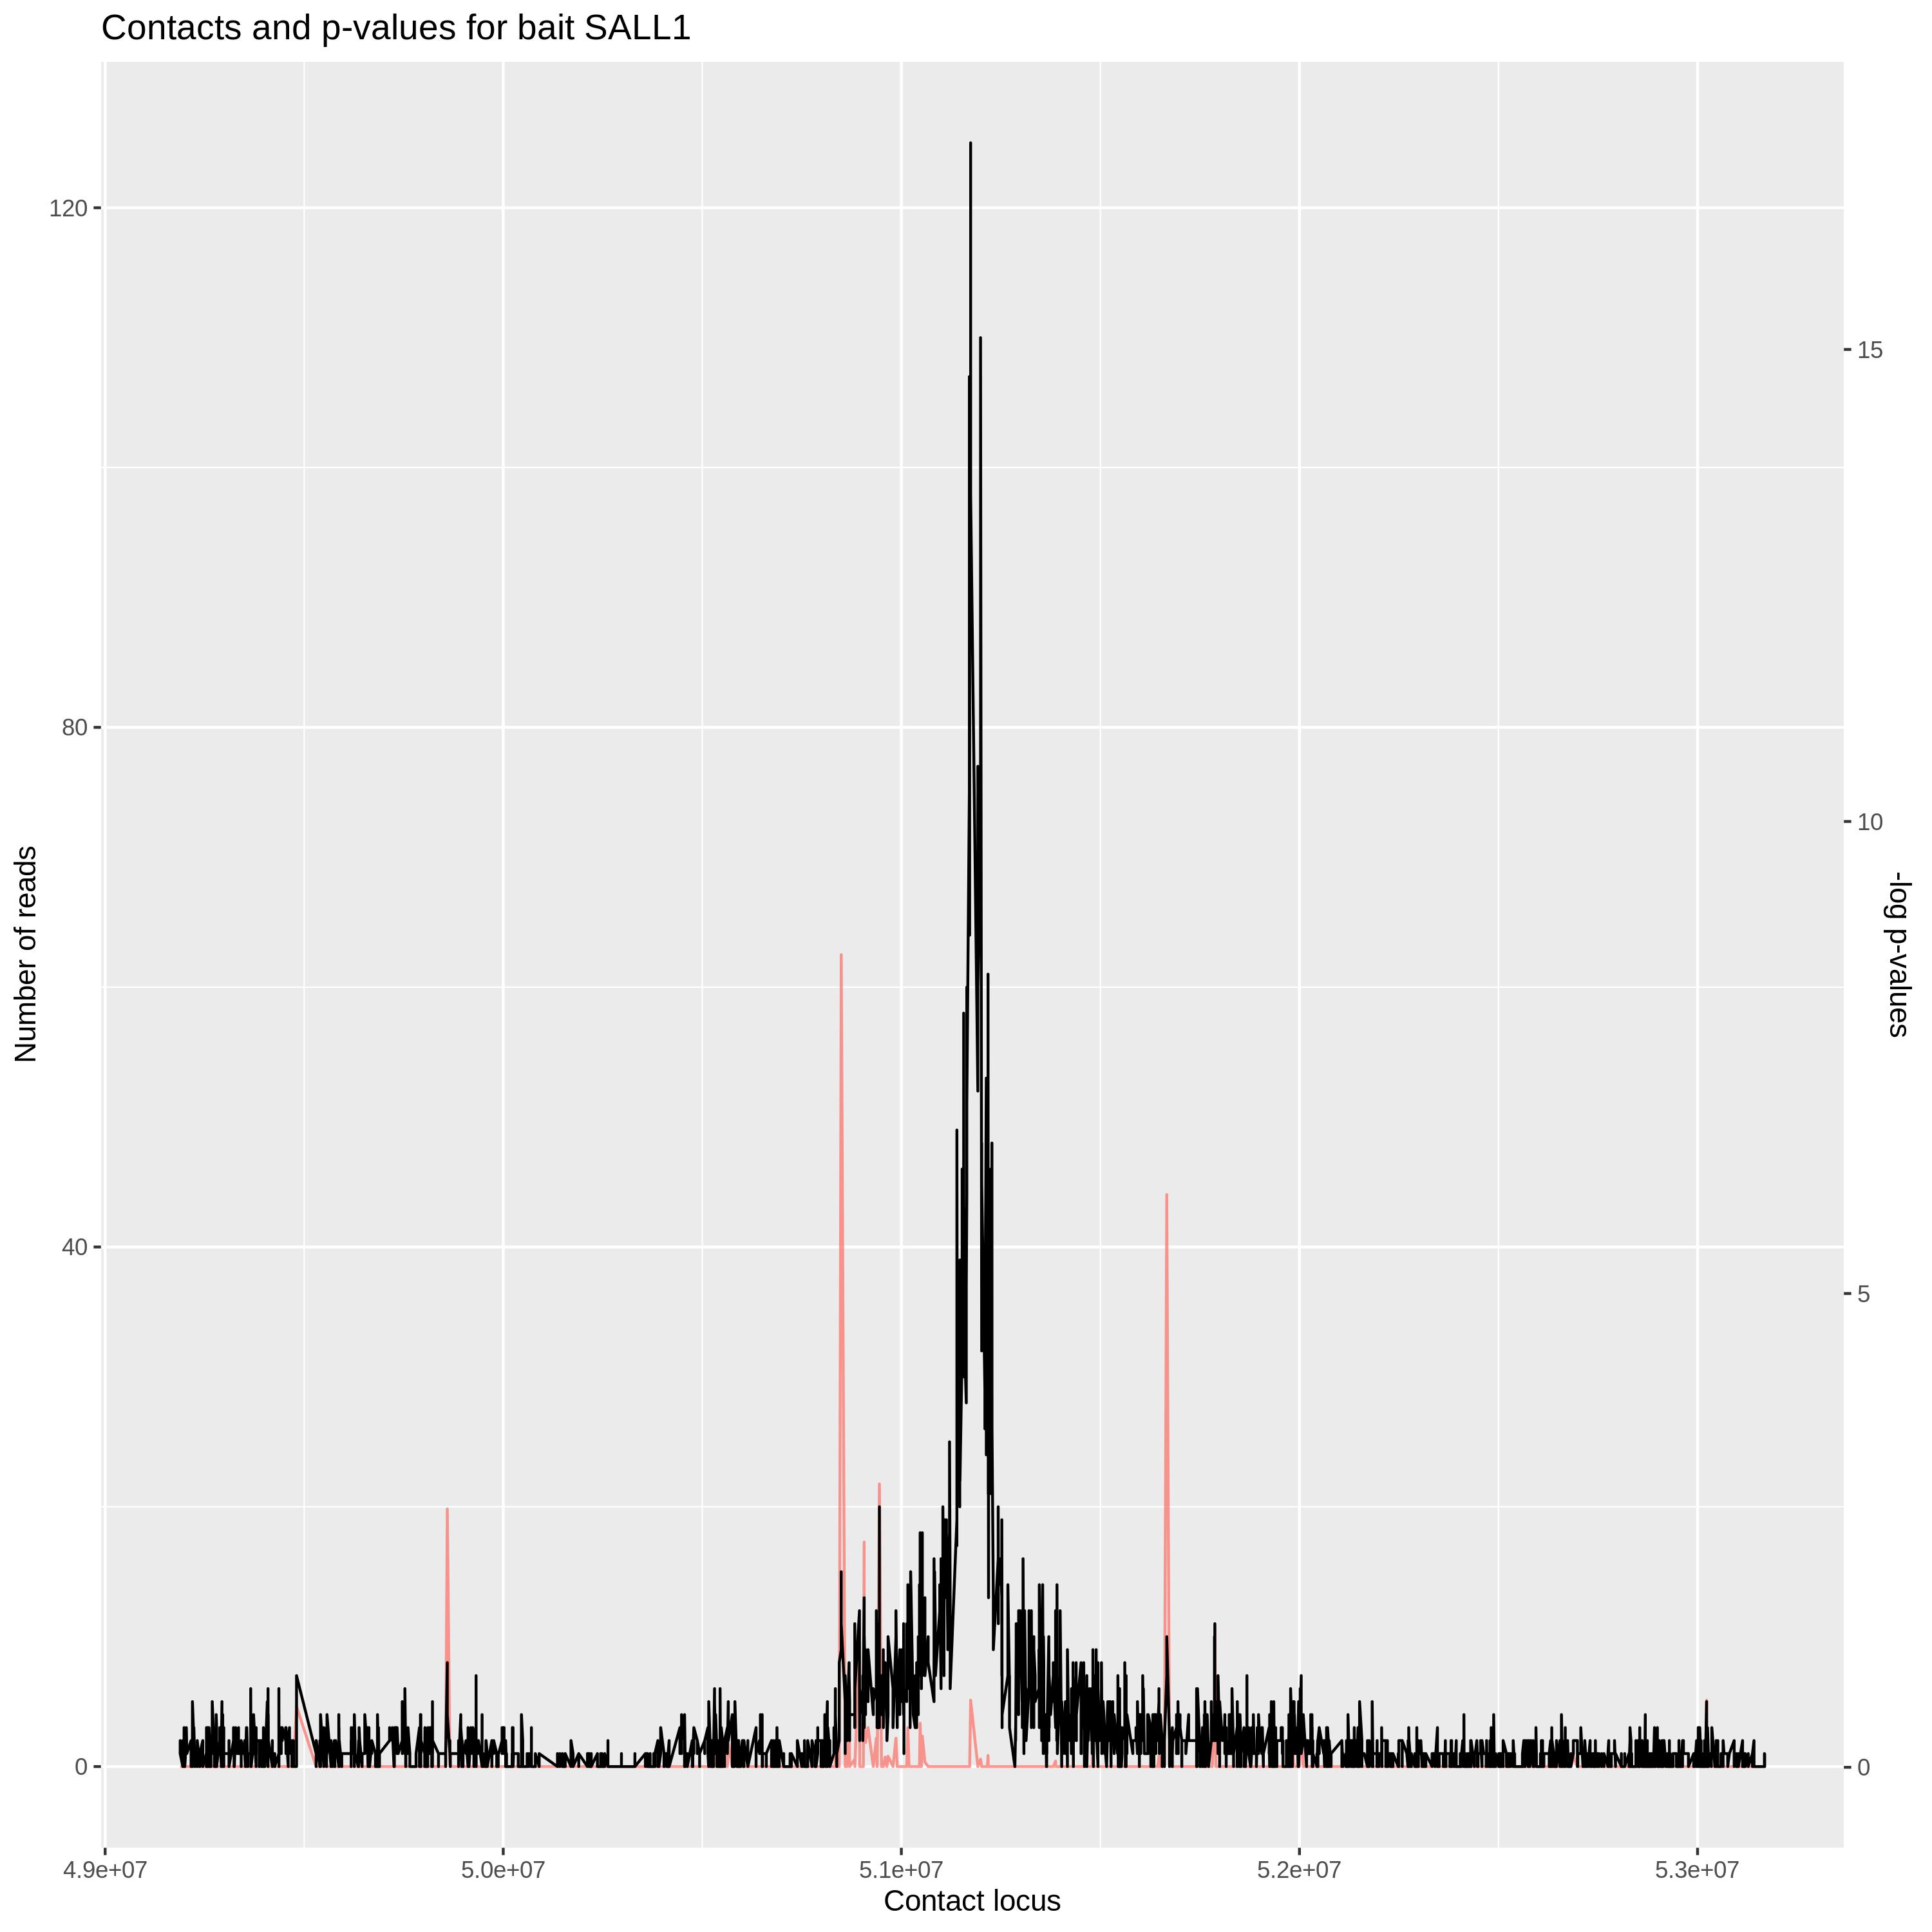 Contacts and p-values for bait SALL1
120
80
40
0
Number of reads
15
10
5
0
-log p-values
4.9e+07
5.0e+07
5.1e+07
5.2e+07
5.3e+07
Contact locus